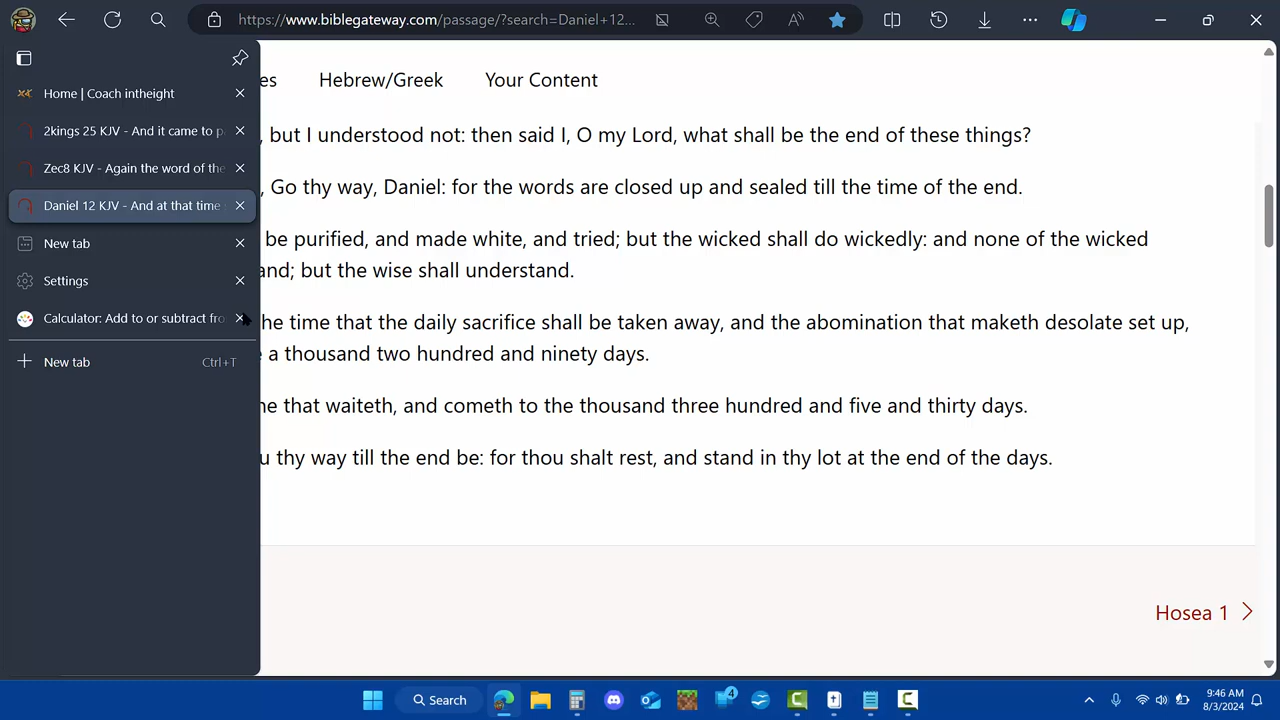 https://www.biblegateway.com/passage/?search=Daniel+12...
Home | Coach intheight
2kings 25 KJV - And it came to p
Zec8 KJV - Again the word of the
Daniel 12 KJV - And at that time
New tab
Settings
Calculator: Add to or subtract fro
New tab Ctrl+T
es Hebrew/Greek Your Content
, but I understood not: then said I, O my Lord, what shall be the end of these things?
, Go thy way, Daniel: for the words are closed up and sealed till the time of the end.
be purified, and made white, and tried; but the wicked shall do wickedly: and none of the wicked
and; but the wise shall understand.
he time that the daily sacrifice shall be taken away, and the abomination that maketh desolate set up,
e a thousand two hundred and ninety days.
he that waiteth, and cometh to the thousand three hundred and five and thirty days.
u thy way till the end be: for thou shalt rest, and stand in thy lot at the end of the days.
Hosea 1
Search
4
9:46 AM
8/3/2024